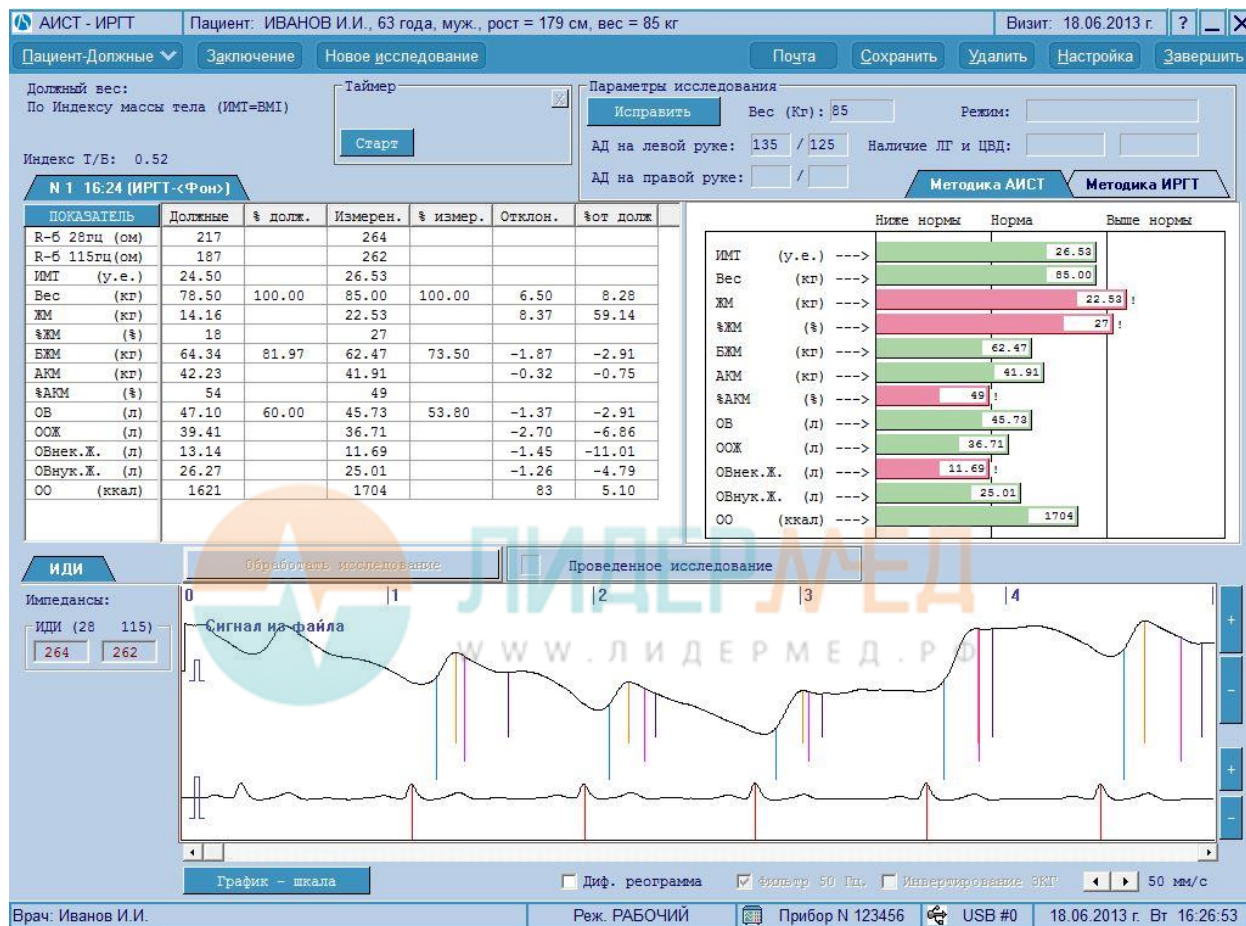 АИСТ - ИРГТ Пациент: ИВАНОВ И.И., 63 года, муж., рост = 179 см, вес = 85 кг Визит: 18.06.2013 г. ?
Пациент-Должные Заключение Новое исследование Почта Сохранить Удалить Настройка Завершить
Должный вес:
По Индексу массы тела (ИМТ=BMI)
Индекс Т/Б: 0.52
Таймер X
Старт
Параметры исследования
Исправить Вес (Кг): 85 Режим:
АД на левой руке: 135 / 125 Наличие ЛГ и ЦВД:
АД на правой руке: /
N 1 16:24 (ИРГТ-<Фон>)
Методика АИСТ Методика ИРГТ
ПОКАЗАТЕЛЬ Должные % долж. Измерен. % измер. Отклон. %от долж
R-б 28гц (ом) 217 264
R-б 115гц(ом) 187 262
ИМТ (у.е.) 24.50 26.53
Вес (кг) 78.50 100.00 85.00 100.00 6.50 8.28
ЖМ (кг) 14.16 22.53 8.37 59.14
%ЖМ (%) 18 27
БЖМ (кг) 64.34 81.97 62.47 73.50 -1.87 -2.91
АКМ (кг) 42.23 41.91 -0.32 -0.75
%АКМ (%) 54 49
ОВ (л) 47.10 60.00 45.73 53.80 -1.37 -2.91
ООЖ (л) 39.41 36.71 -2.70 -6.86
ОВнек.Ж. (л) 13.14 11.69 -1.45 -11.01
ОВнук.Ж. (л) 26.27 25.01 -1.26 -4.79
ОО (ккал) 1621 1704 83 5.10
Ниже нормы Норма Выше нормы
ИМТ (у.е.) ---> 26.53
Вес (кг) ---> 85.00
ЖМ (кг) ---> 22.53 !
%ЖМ (%) ---> 27 !
БЖМ (кг) ---> 62.47
АКМ (кг) ---> 41.91
%АКМ (%) ---> 49 !
ОВ (л) ---> 45.73
ООЖ (л) ---> 36.71
ОВнек.Ж. (л) ---> 11.69 !
ОВнук.Ж. (л) ---> 25.01
ОО (ккал) ---> 1704
ЛИДЕРМЕД
WWW.ЛИДЕРМЕД.РФ
ИДИ Обработать исследование Проведенное исследование
Импедансы:
ИДИ (28 115)
264 262
0 |1 |2 |3 |4
Сигнал из файла
+
-
+
-
График - шкала Диф. реограмма Фильтр 50 Гц. Инвертирование ЭКГ 50 мм/с
Врач: Иванов И.И. Реж. РАБОЧИЙ Прибор N 123456 USB #0 18.06.2013 г. Вт 16:26:53